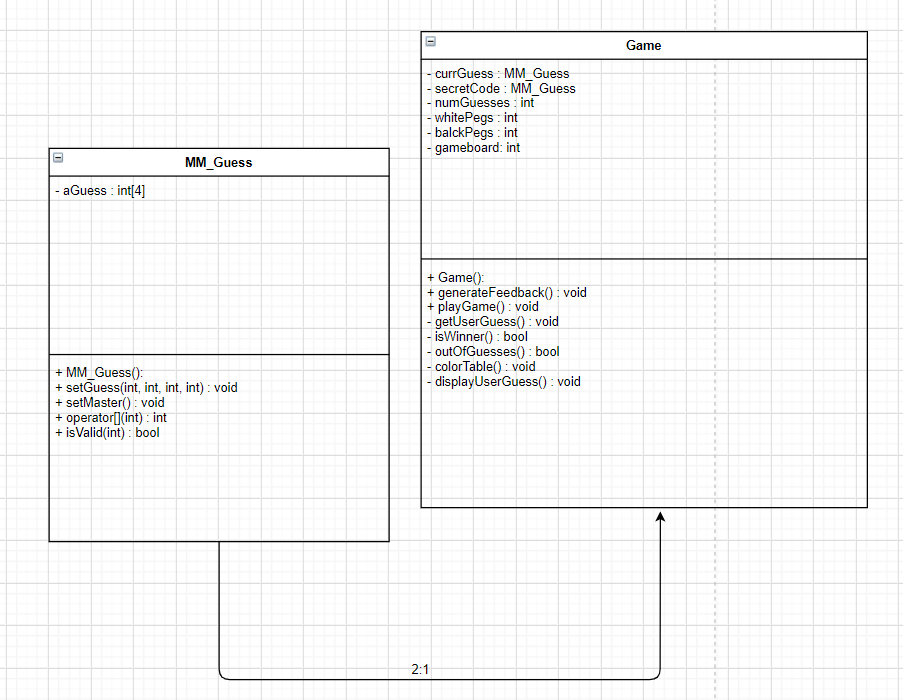 MM_Guess
- aGuess : int[4]
+ MM_Guess():
+ setGuess(int, int, int, int) : void
+ setMaster() : void
+ operator[](int) : int
+ isValid(int) : bool
Game
- currGuess : MM_Guess
- secretCode : MM_Guess
- numGuesses : int
- whitePegs : int
- balckPegs : int
- gameboard: int
+ Game():
+ generateFeedback() : void
+ playGame() : void
- getUserGuess() : void
- isWinner() : bool
- outOfGuesses() : bool
- colorTable() : void
- displayUserGuess() : void
2:1